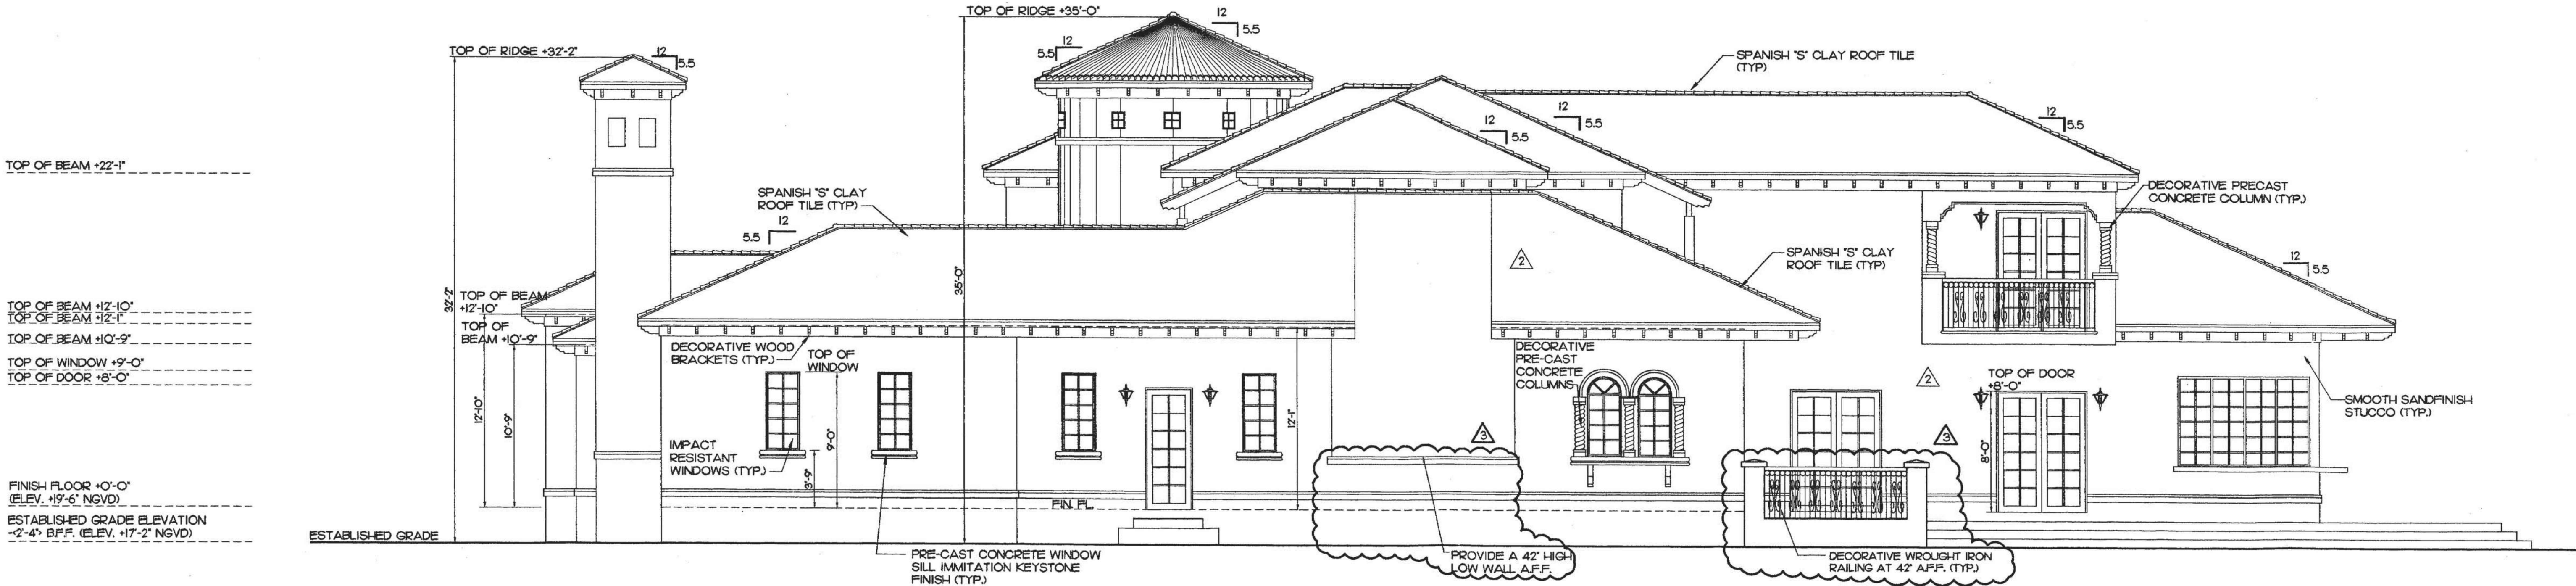 TOP OF BEAM +22'-1"
TOP OF BEAM +12'-10"
TOP OF BEAM +12'-1"
TOP OF BEAM +10'-9"
TOP OF WINDOW +9'-0"
TOP OF DOOR +8'-0"
FINISH FLOOR +0'-0"
(ELEV. +19'-6" NGVD)
ESTABLISHED GRADE ELEVATION
-<2'-4"> B.F.F. (ELEV. +17'-2" NGVD)
ESTABLISHED GRADE
TOP OF RIDGE +32'-2"
12
5.5
32'-2"
TOP OF BEAM
+12'-10"
TOP OF
BEAM +10'-9"
12'-10"
10'-9"
SPANISH "S" CLAY
ROOF TILE (TYP.)
12
5.5
DECORATIVE WOOD
BRACKETS (TYP.)
TOP OF
WINDOW
IMPACT
RESISTANT
WINDOWS (TYP.)
9'-0"
3'-9"
PRE-CAST CONCRETE WINDOW
SILL IMMITATION KEYSTONE
FINISH (TYP.)
TOP OF RIDGE +35'-0"
35'-0"
12
5.5
12
5.5
FIN. FL.
12'-1"
12
5.5
12
5.5
2
DECORATIVE
PRE-CAST
CONCRETE
COLUMNS
3
PROVIDE A 42" HIGH
LOW WALL A.F.F.
SPANISH "S" CLAY ROOF TILE
(TYP)
SPANISH "S" CLAY
ROOF TILE (TYP)
12
5.5
DECORATIVE PRECAST
CONCRETE COLUMN (TYP.)
12
5.5
2
TOP OF DOOR
+8'-0"
8'-0"
3
SMOOTH SANDFINISH
STUCCO (TYP.)
DECORATIVE WROUGHT IRON
RAILING AT 42" A.F.F. (TYP.)